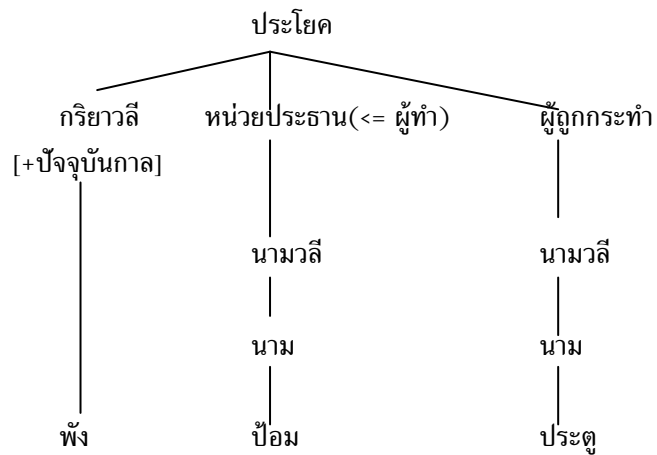 ประโยค
กริยาวลี หน่วยประธาน(<= ผู้ทำ) ผู้ถูกกระทำ
[+ปัจจุบันกาล]
นามวลี นามวลี
นาม นาม
พัง ป้อม ประตู